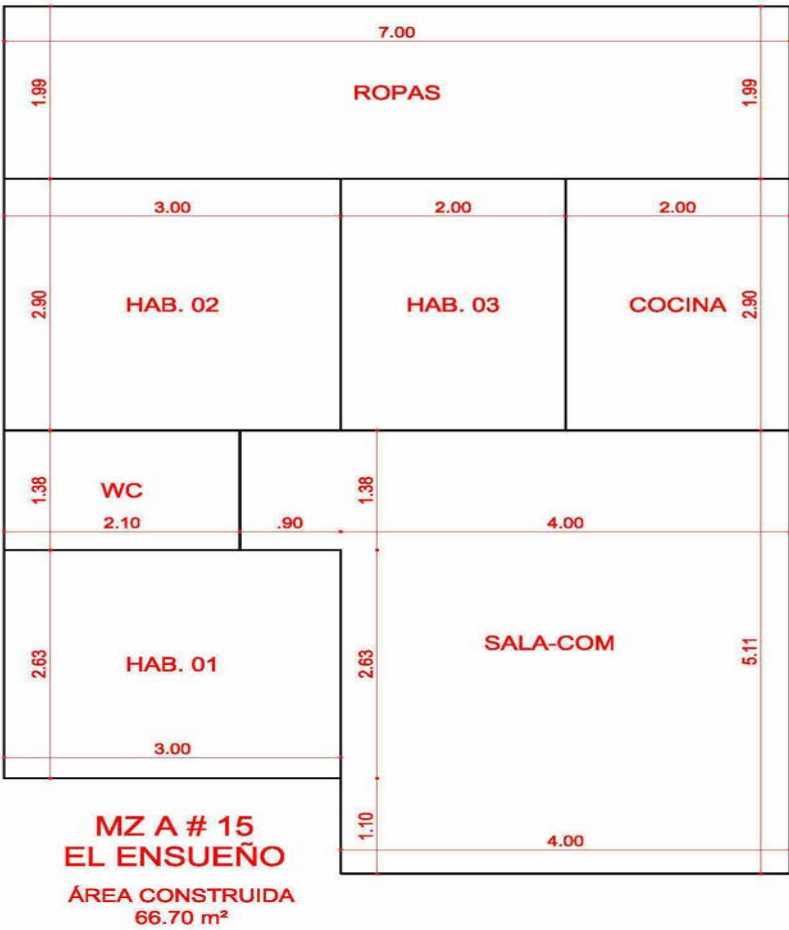 7.00
1.99
ROPAS
1.99
3.00
2.00
2.00
2.90
HAB. 02
HAB. 03
COCINA
2.90
1.38
WC
1.38
2.10
.90
4.00
2.63
HAB. 01
2.63
SALA-COM
5.11
3.00
1.10
4.00
MZ A # 15
EL ENSUEÑO
ÁREA CONSTRUIDA
66.70 m²